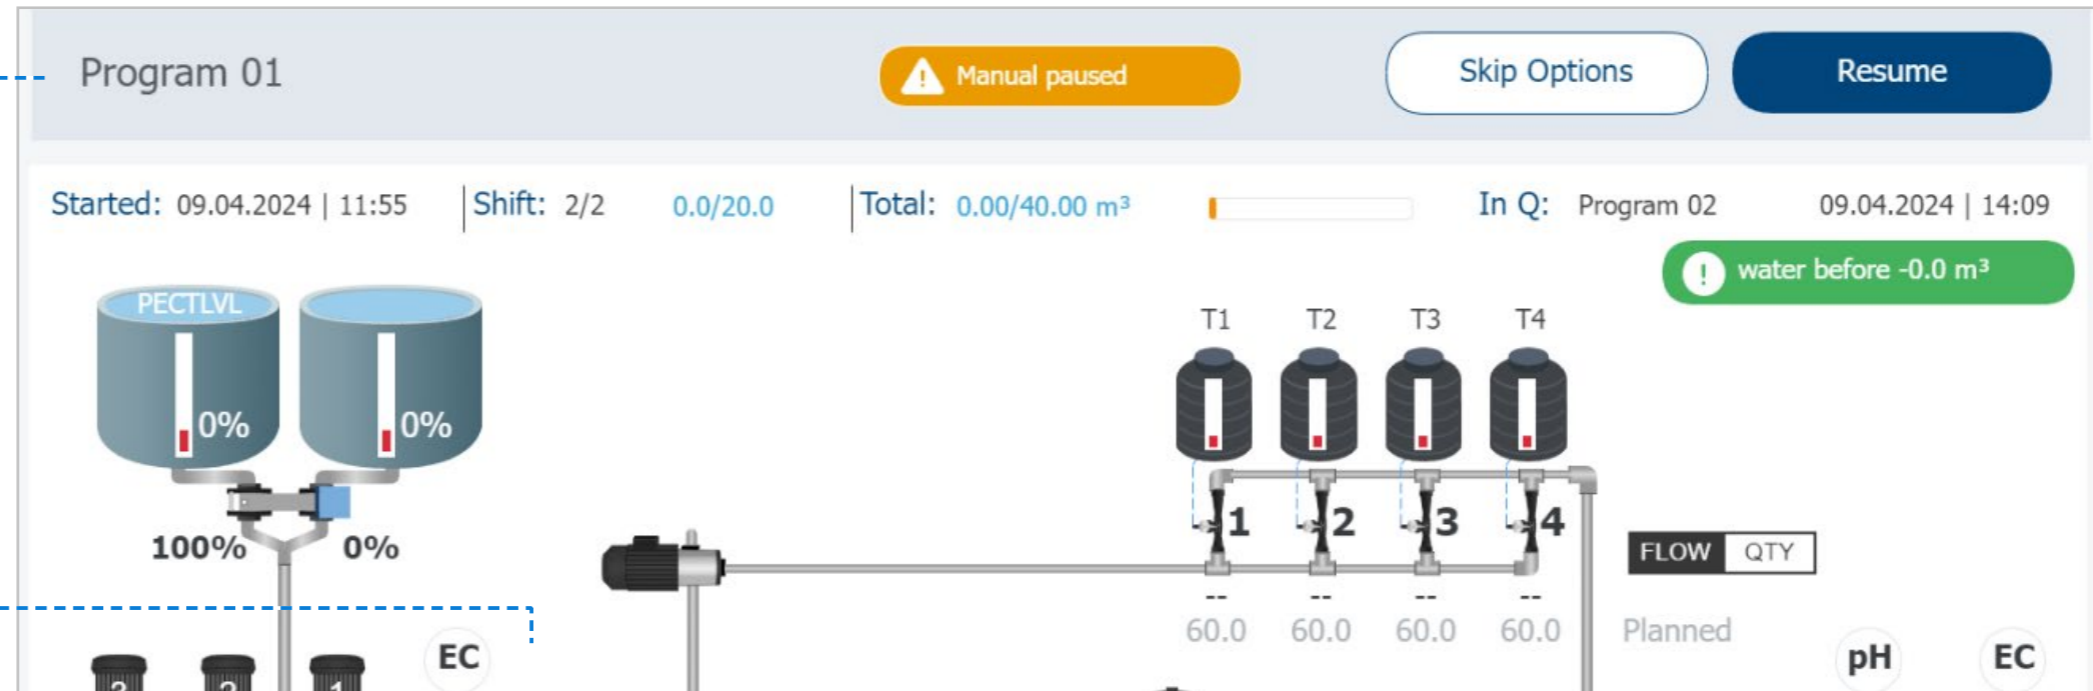 Program 01
Manual paused
Skip Options
Resume
Started: 09.04.2024 | 11:55
Shift: 2/2 0.0/20.0
Total: 0.00/40.00 m³
In Q: Program 02 09.04.2024 | 14:09
water before -0.0 m³
PECTLVL
0% 0%
100% 0%
T1 T2 T3 T4
1 2 3 4
FLOW QTY
-- -- -- --
60.0 60.0 60.0 60.0 Planned
EC
pH EC
3 2 1